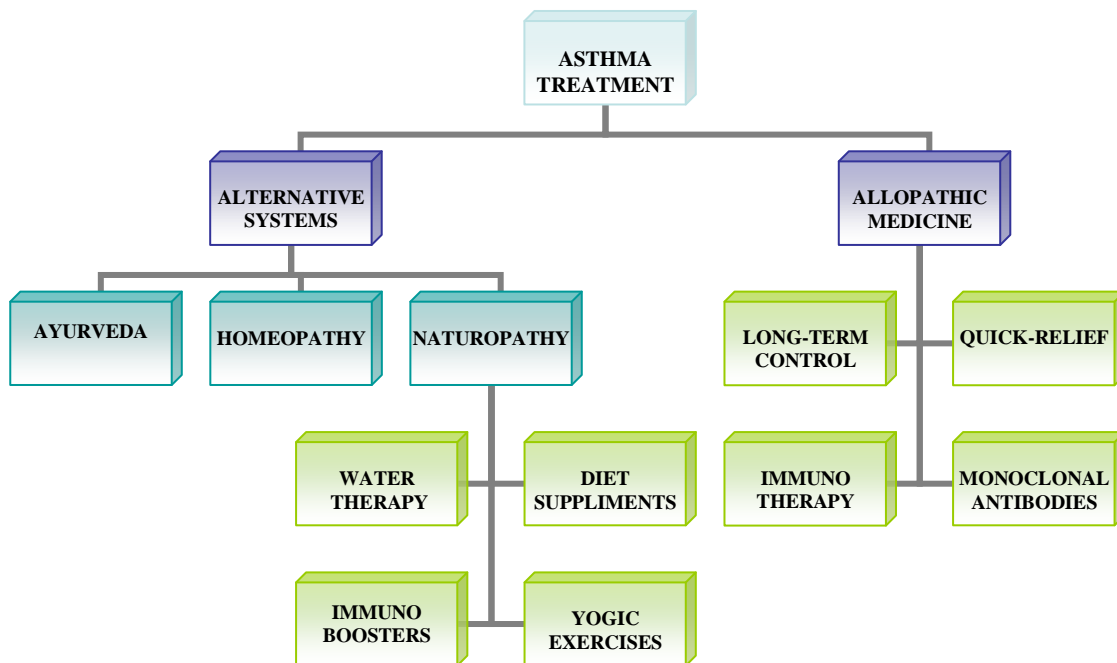 ASTHMA
TREATMENT
ALTERNATIVE
SYSTEMS
ALLOPATHIC
MEDICINE
AYURVEDA
HOMEOPATHY
NATUROPATHY
LONG-TERM
CONTROL
QUICK-RELIEF
WATER
THERAPY
DIET
SUPPLIMENTS
IMMUNO
THERAPY
MONOCLONAL
ANTIBODIES
IMMUNO
BOOSTERS
YOGIC
EXERCISES